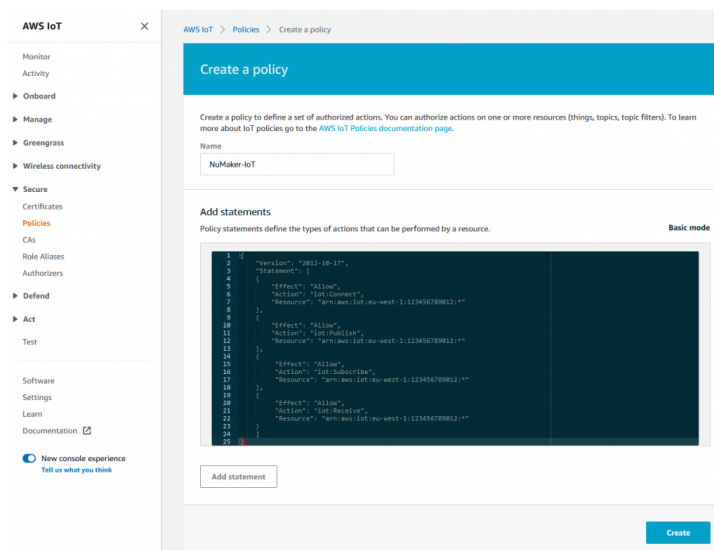 AWS IoT
Monitor
Activity
Onboard
Manage
Greengrass
Wireless connectivity
Secure
Certificates
Policies
CAs
Role Aliases
Authorizers
Defend
Act
Test
Software
Settings
Learn
Documentation
New console experience
Tell us what you think
AWS IoT > Policies > Create a policy
Create a policy
Create a policy to define a set of authorized actions. You can authorize actions on one or more resources (things, topics, topic filters). To learn
more about IoT policies go to the AWS IoT Policies documentation page.
Name
NuMaker-IoT
Add statements
Policy statements define the types of actions that can be performed by a resource.
Basic mode
1 {
2 "Version": "2012-10-17",
3 "Statement": [
4 {
5 "Effect": "Allow",
6 "Action": "iot:Connect",
7 "Resource": "arn:aws:iot:eu-west-1:123456789012:*"
8 },
9 {
10 "Effect": "Allow",
11 "Action": "iot:Publish",
12 "Resource": "arn:aws:iot:eu-west-1:123456789012:*"
13 },
14 {
15 "Effect": "Allow",
16 "Action": "iot:Subscribe",
17 "Resource": "arn:aws:iot:eu-west-1:123456789012:*"
18 },
19 {
20 "Effect": "Allow",
21 "Action": "iot:Receive",
22 "Resource": "arn:aws:iot:eu-west-1:123456789012:*"
23 }
24 ]
25 }
Add statement
Create